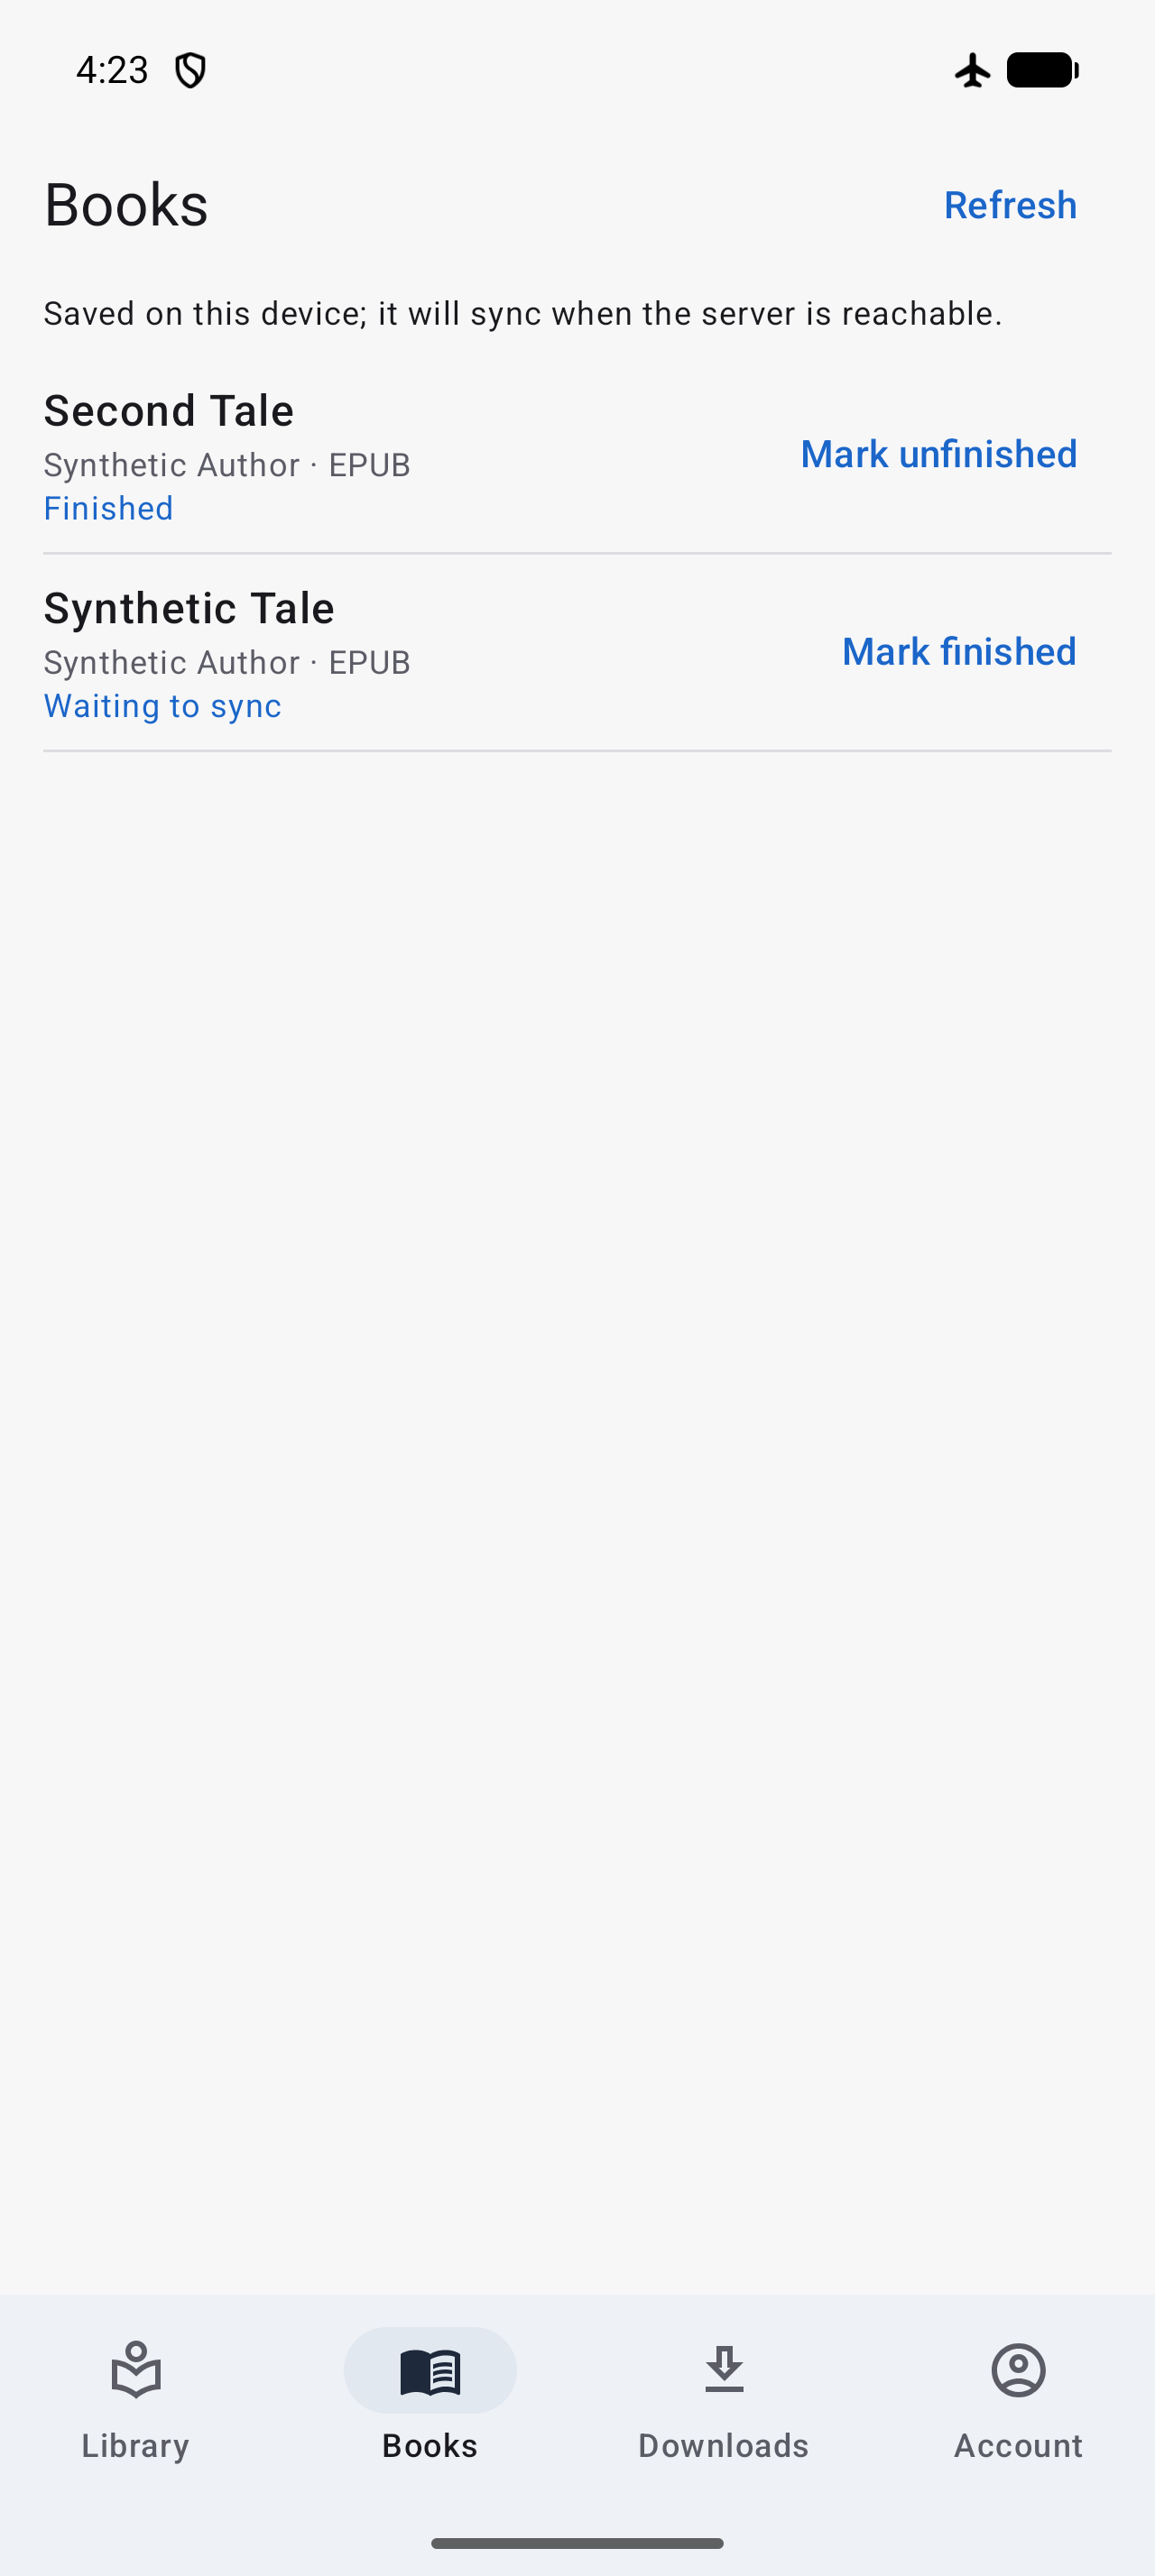 4:23
Books
Refresh
Saved on this device; it will sync when the server is reachable.
Second Tale
Synthetic Author · EPUB
Finished
Mark unfinished
Synthetic Tale
Synthetic Author · EPUB
Waiting to sync
Mark finished
Library
Books
Downloads
Account